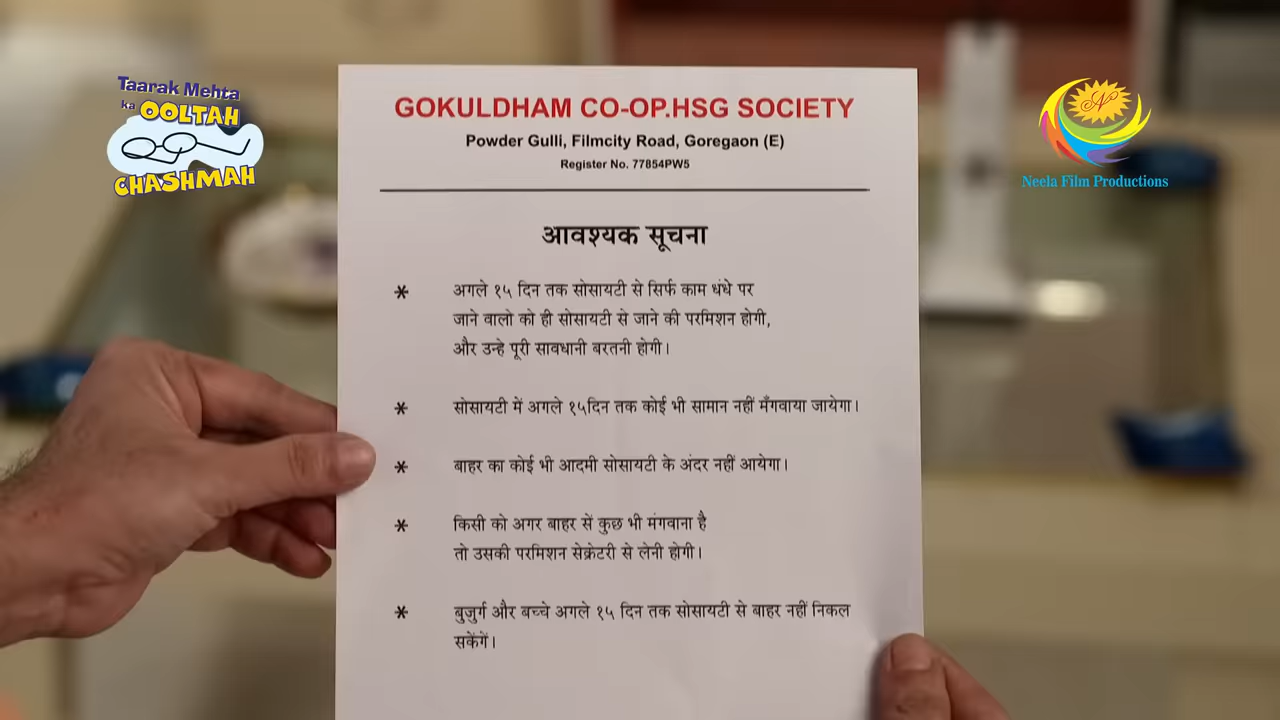 Taarak Mehta
ka OOLTAH
CHASHMAH
Neela Film Productions
GOKULDHAM CO-OP.HSG SOCIETY
Powder Gulli, Filmcity Road, Goregaon (E)
Register No. 77854PW5
आवश्यक सूचना
* अगले १५ दिन तक सोसायटी से सिर्फ काम धंधे पर
जाने वालो को ही सोसायटी से जाने की परमिशन होगी,
और उन्हे पूरी सावधानी बरतनी होगी।
* सोसायटी में अगले १५दिन तक कोई भी सामान नहीं मँगवाया जायेगा।
* बाहर का कोई भी आदमी सोसायटी के अंदर नहीं आयेगा।
* किसी को अगर बाहर सें कुछ भी मंगवाना है
तो उसकी परमिशन सेक्रेटरी से लेनी होगी।
* बुजुर्ग और बच्चे अगले १५ दिन तक सोसायटी से बाहर नहीं निकल
सकेंगें।